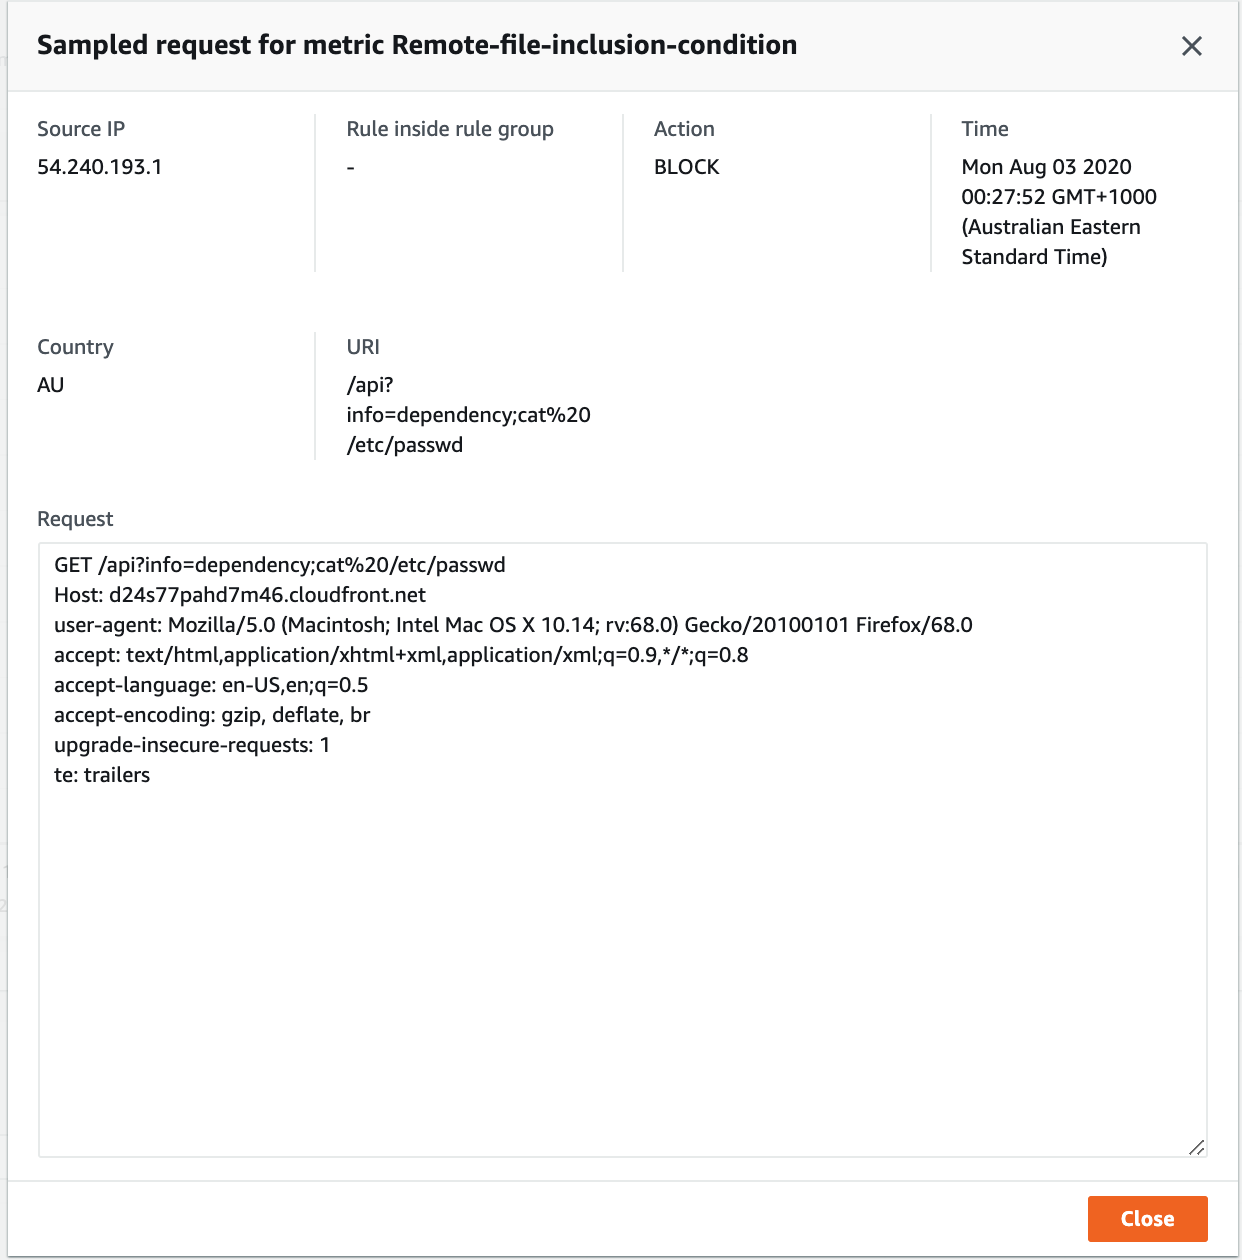 Sampled request for metric Remote-file-inclusion-condition
Source IP
54.240.193.1
Rule inside rule group
-
Action
BLOCK
Time
Mon Aug 03 2020
00:27:52 GMT+1000
(Australian Eastern
Standard Time)
Country
AU
URI
/api?
info=dependency;cat%20
/etc/passwd
Request
GET /api?info=dependency;cat%20/etc/passwd
Host: d24s77pahd7m46.cloudfront.net
user-agent: Mozilla/5.0 (Macintosh; Intel Mac OS X 10.14; rv:68.0) Gecko/20100101 Firefox/68.0
accept: text/html,application/xhtml+xml,application/xml;q=0.9,*/*;q=0.8
accept-language: en-US,en;q=0.5
accept-encoding: gzip, deflate, br
upgrade-insecure-requests: 1
te: trailers
Close